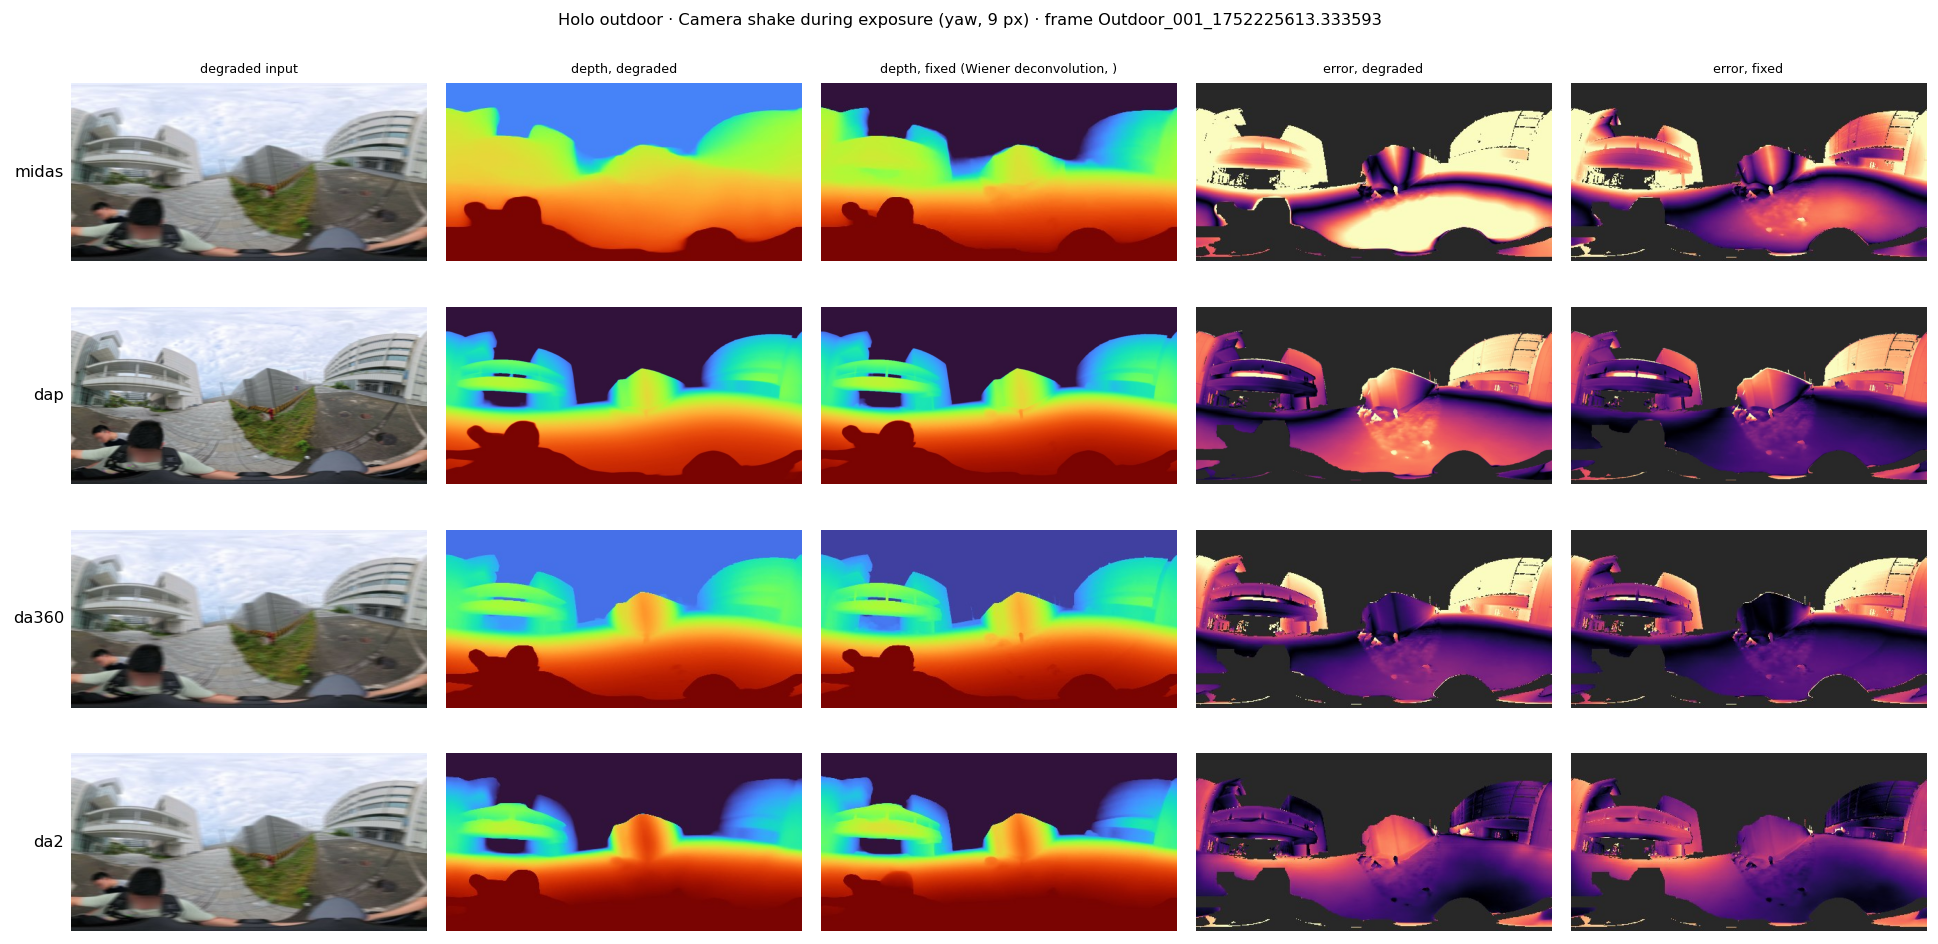 Holo outdoor · Camera shake during exposure (yaw, 9 px) · frame Outdoor_001_1752225613.333593
degraded input
depth, degraded
depth, fixed (Wiener deconvolution, )
error, degraded
error, fixed
midas
dap
da360
da2